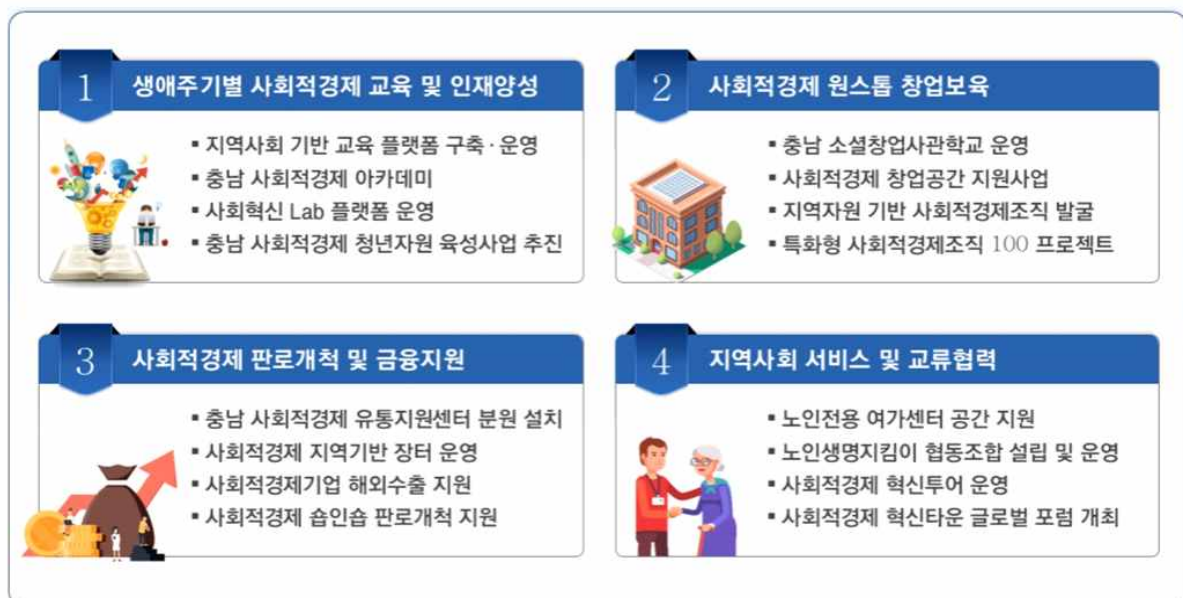 1 생애주기별 사회적경제 교육 및 인재양성
▪ 지역사회 기반 교육 플랫폼 구축·운영
▪ 충남 사회적경제 아카데미
▪ 사회혁신 Lab 플랫폼 운영
▪ 충남 사회적경제 청년자원 육성사업 추진
2 사회적경제 원스톱 창업보육
▪ 충남 소셜창업사관학교 운영
▪ 사회적경제 창업공간 지원사업
▪ 지역자원 기반 사회적경제조직 발굴
▪ 특화형 사회적경제조직 100 프로젝트
3 사회적경제 판로개척 및 금융지원
▪ 충남 사회적경제 유통지원센터 분원 설치
▪ 사회적경제 지역기반 장터 운영
▪ 사회적경제기업 해외수출 지원
▪ 사회적경제 숍인숍 판로개척 지원
4 지역사회 서비스 및 교류협력
▪ 노인전용 여가센터 공간 지원
▪ 노인생명지킴이 협동조합 설립 및 운영
▪ 사회적경제 혁신투어 운영
▪ 사회적경제 혁신타운 글로벌 포럼 개최